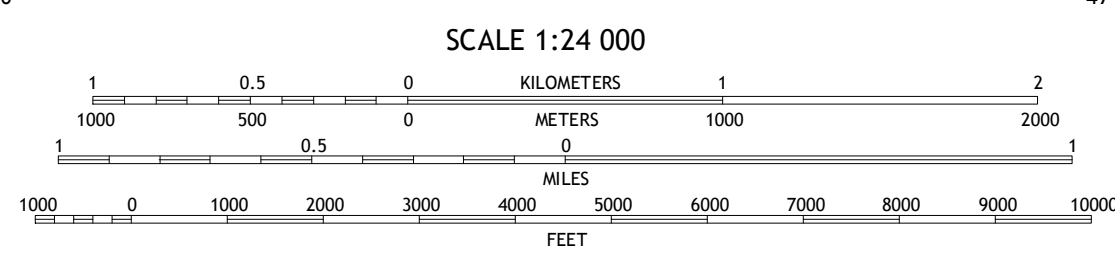 SCALE 1:24 000
1 0.5 0 KILOMETERS 1 2
1000 500 0 METERS 1000 2000
1 0.5 0 1
MILES
1000 0 1000 2000 3000 4000 5000 6000 7000 8000 9000 10000
FEET